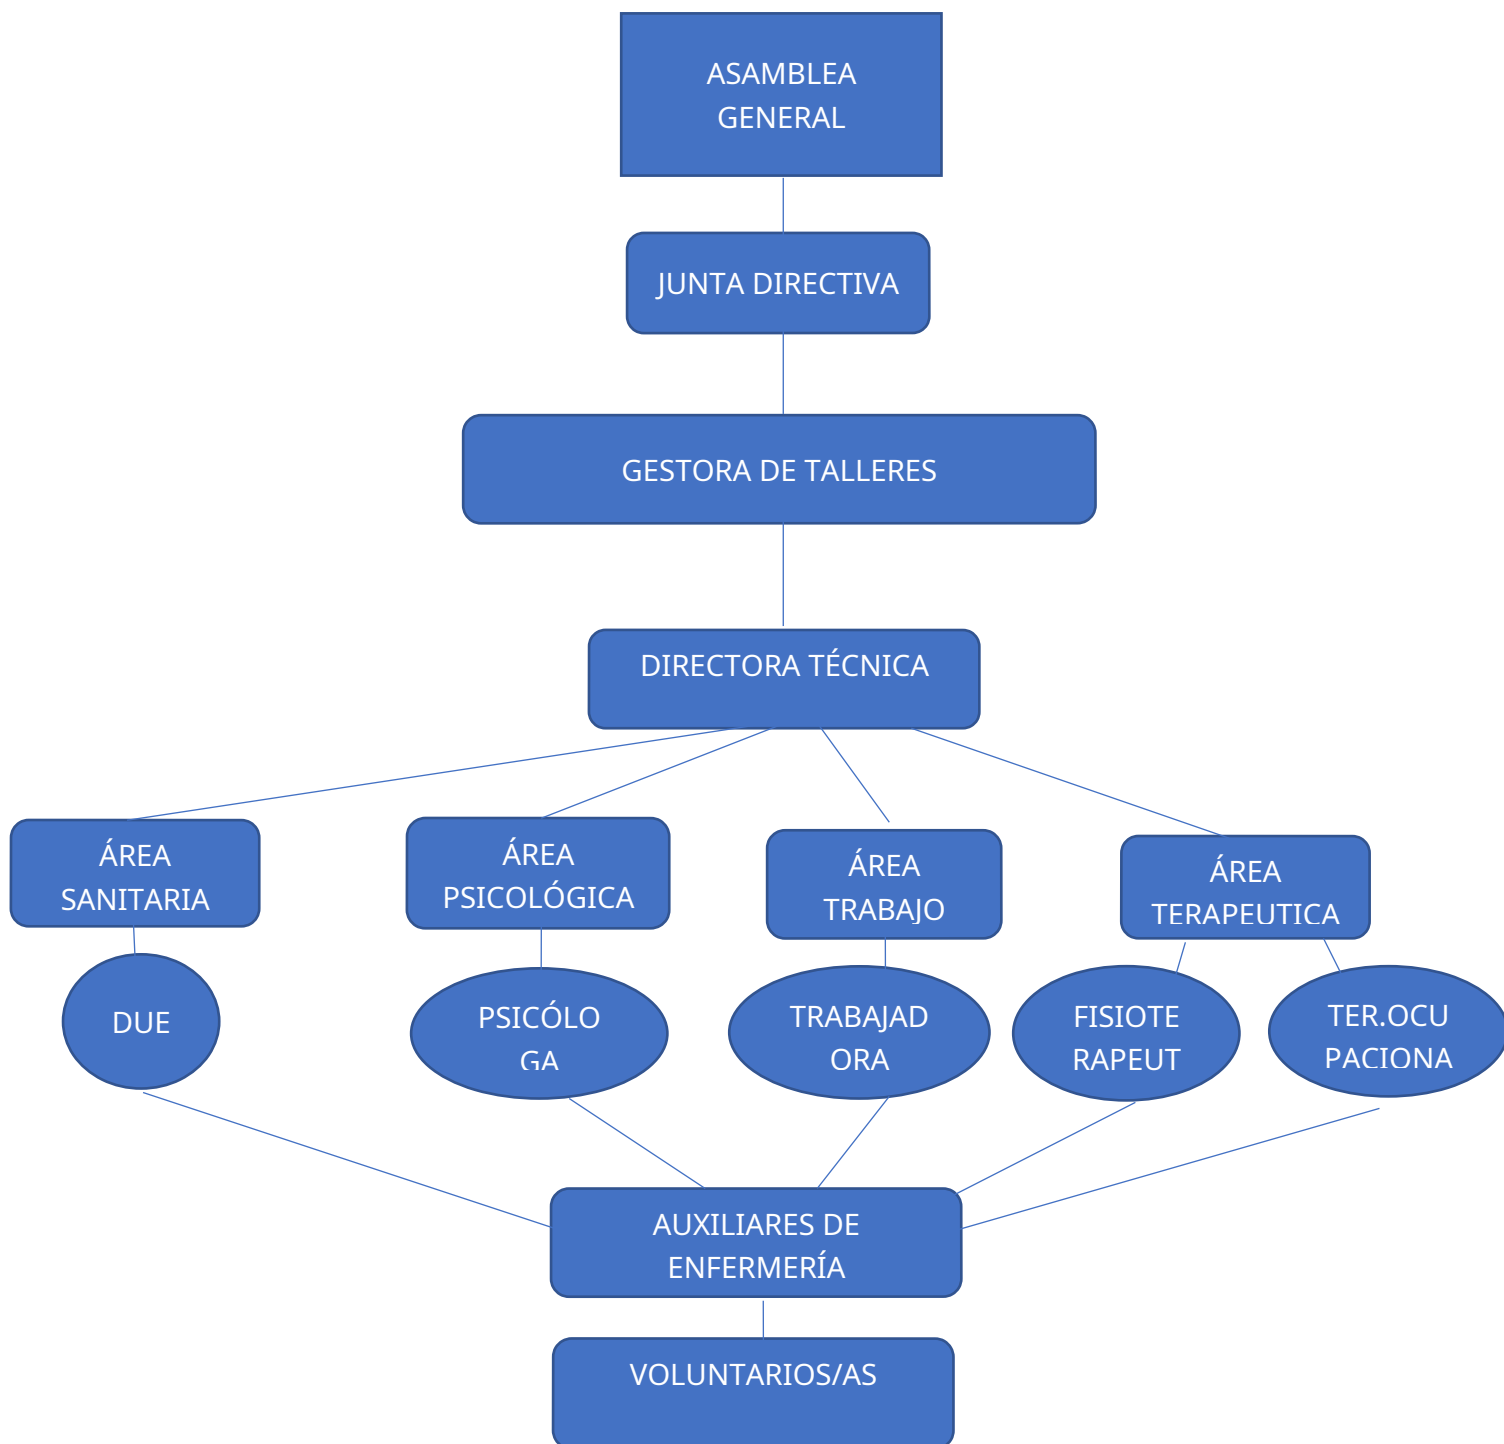 ASAMBLEA
GENERAL
JUNTA DIRECTIVA
GESTORA DE TALLERES
DIRECTORA TÉCNICA
ÁREA
SANITARIA
ÁREA
PSICOLÓGICA
ÁREA
TRABAJO
ÁREA
TERAPEUTICA
DUE
PSICÓLO
GA
TRABAJAD
ORA
FISIOTE
RAPEUT
TER.OCU
PACIONA
AUXILIARES DE
ENFERMERÍA
VOLUNTARIOS/AS